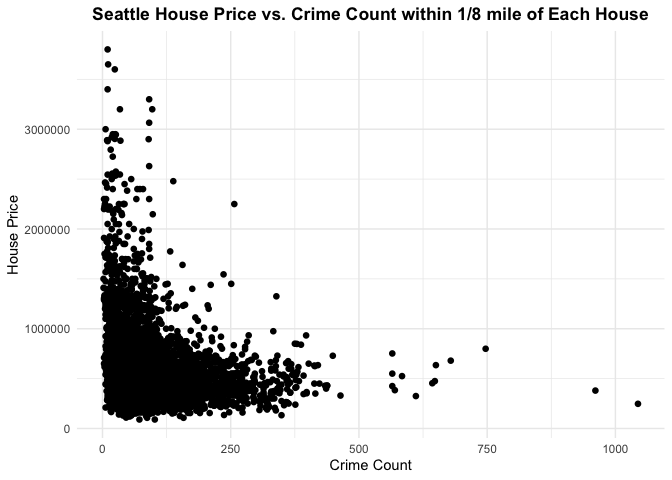 Seattle House Price vs. Crime Count within 1/8 mile of Each House
House Price
3000000
2000000
1000000
0
0 250 500 750 1000
Crime Count